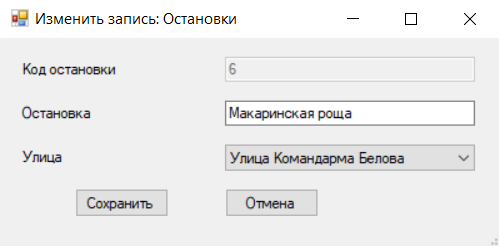 Изменить запись: Остановки
Код остановки 6
Остановка Макаринская роща
Улица Улица Командарма Белова
Сохранить Отмена